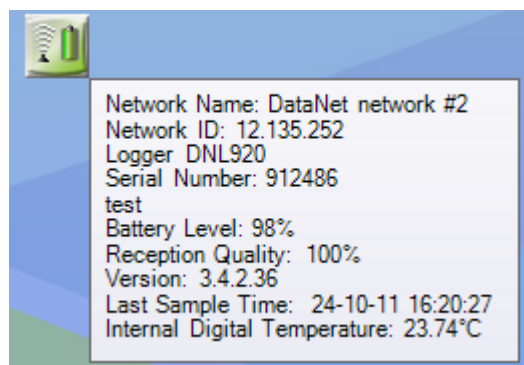 Network Name: DataNet network #2
Network ID: 12.135.252
Logger DNL920
Serial Number: 912486
test
Battery Level: 98%
Reception Quality: 100%
Version: 3.4.2.36
Last Sample Time: 24-10-11 16:20:27
Internal Digital Temperature: 23.74°C